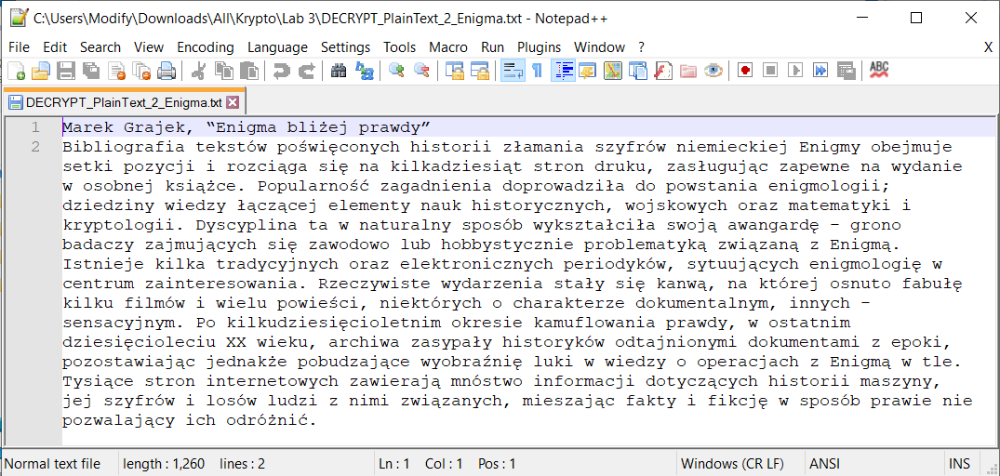 C:\Users\Modify\Downloads\All\Krypto\Lab 3\DECRYPT_PlainText_2_Enigma.txt - Notepad++
File Edit Search View Encoding Language Settings Tools Macro Run Plugins Window ? X
ABC
DECRYPT_PlainText_2_Enigma.txt
1 Marek Grajek, “Enigma bliżej prawdy”
2 Bibliografia tekstów poświęconych historii złamania szyfrów niemieckiej Enigmy obejmuje
setki pozycji i rozciąga się na kilkadziesiąt stron druku, zasługując zapewne na wydanie
w osobnej książce. Popularność zagadnienia doprowadziła do powstania enigmologii;
dziedziny wiedzy łączącej elementy nauk historycznych, wojskowych oraz matematyki i
kryptologii. Dyscyplina ta w naturalny sposób wykształciła swoją awangardę – grono
badaczy zajmujących się zawodowo lub hobbystycznie problematyką związaną z Enigmą.
Istnieje kilka tradycyjnych oraz elektronicznych periodyków, sytuujących enigmologię w
centrum zainteresowania. Rzeczywiste wydarzenia stały się kanwą, na której osnuto fabułę
kilku filmów i wielu powieści, niektórych o charakterze dokumentalnym, innych –
sensacyjnym. Po kilkudziesięcioletnim okresie kamuflowania prawdy, w ostatnim
dziesięcioleciu XX wieku, archiwa zasypały historyków odtajnionymi dokumentami z epoki,
pozostawiając jednakże pobudzające wyobraźnię luki w wiedzy o operacjach z Enigmą w tle.
Tysiące stron internetowych zawierają mnóstwo informacji dotyczących historii maszyny,
jej szyfrów i losów ludzi z nimi związanych, mieszając fakty i fikcję w sposób prawie nie
pozwalający ich odróżnić.
Normal text file length : 1,260 lines : 2 Ln : 1 Col : 1 Pos : 1 Windows (CR LF) ANSI INS